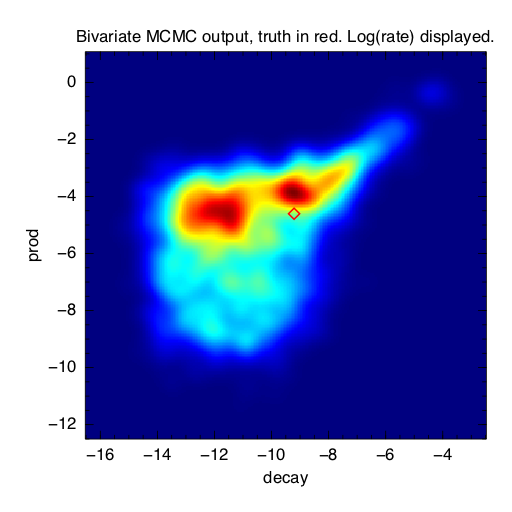 Bivariate MCMC output, truth in red. Log(rate) displayed.
0
−2
−4
−6
−8
−10
−12
prod
−16 −14 −12 −10 −8 −6 −4
decay